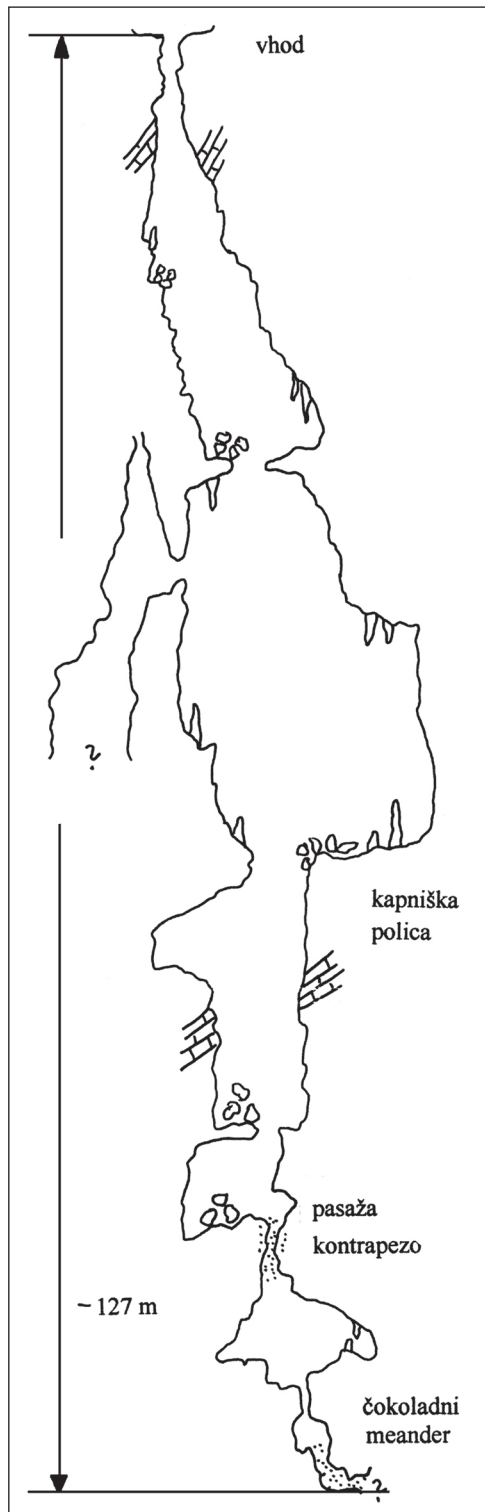 vhod
?
kapniška
polica
pasaža
kontrapezo
~127 m
čokoladni
meander
?